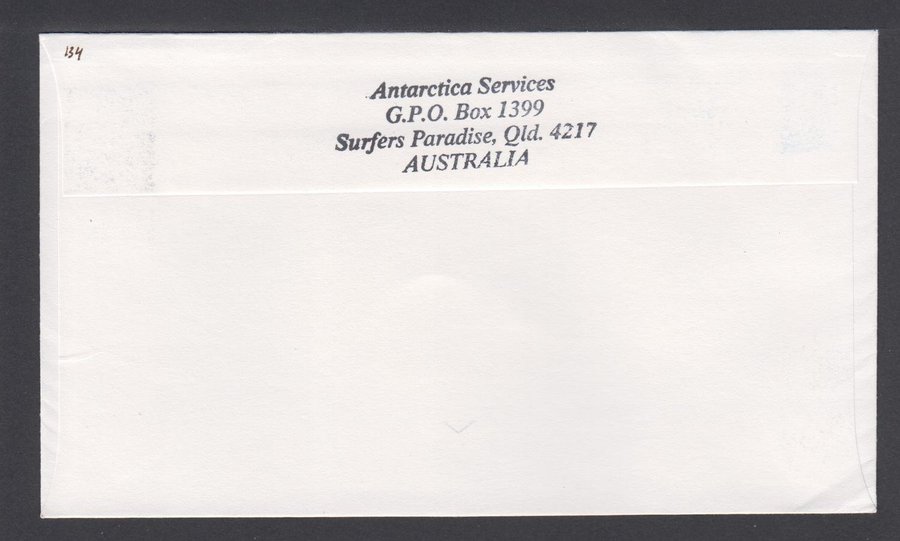 134
Antarctica Services
G.P.O. Box 1399
Surfers Paradise, Qld. 4217
AUSTRALIA